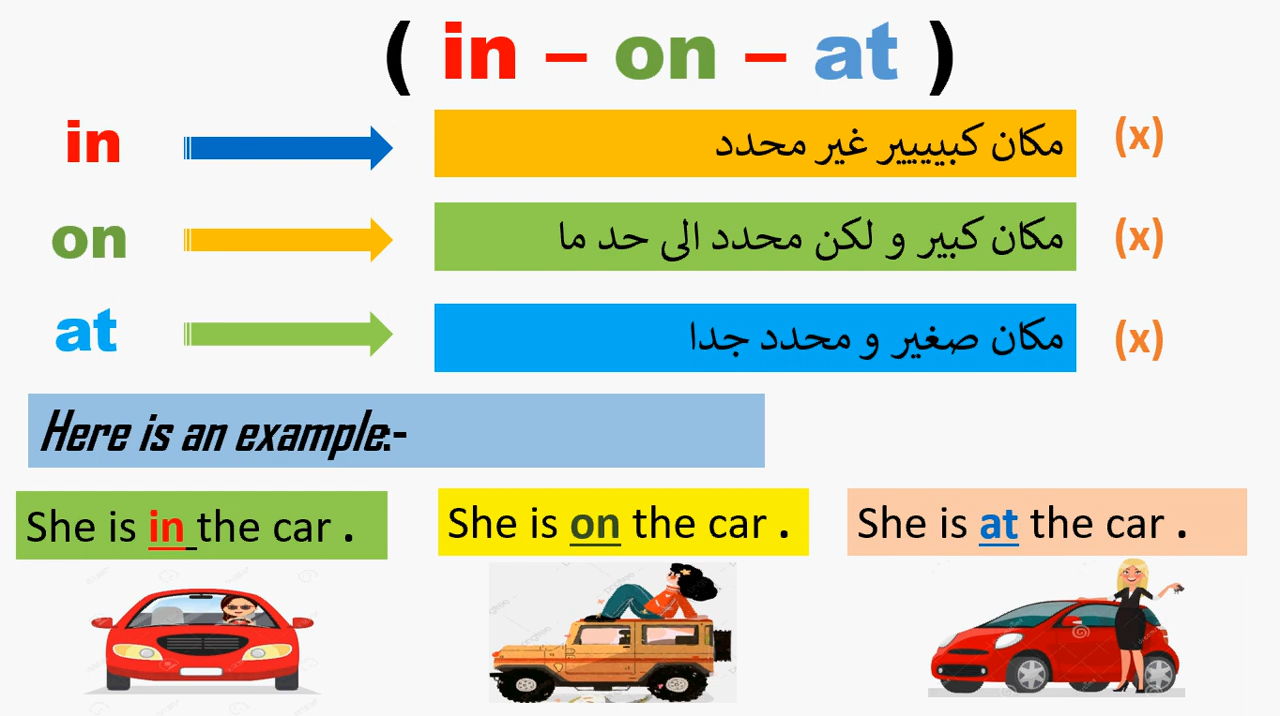 ( in – on – at )
in مكان كبيييير غير محدد (x)
on مكان كبير و لكن محدد الى حد ما (x)
at مكان صغير و محدد جدا (x)
Here is an example:-
She is in the car .
She is on the car .
She is at the car .